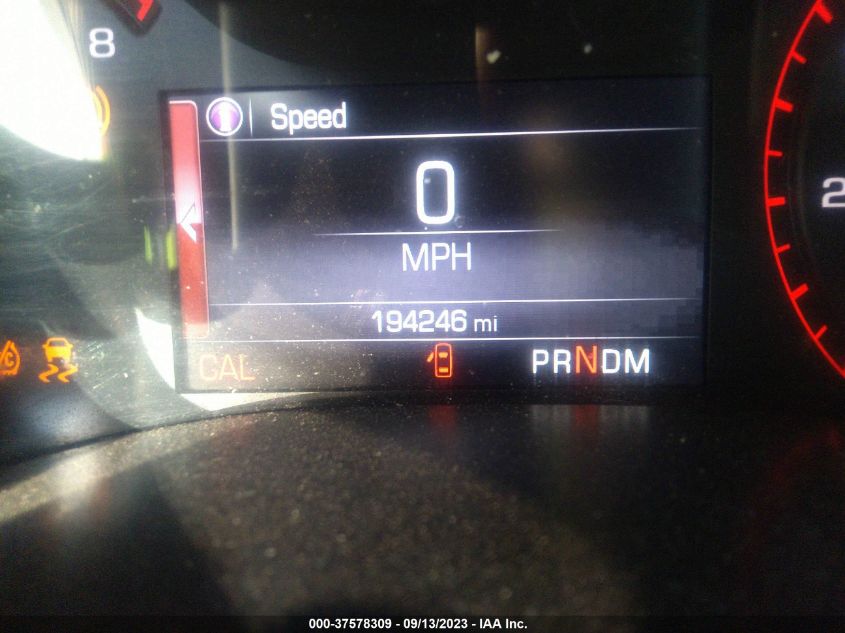 8
Speed
0
2
MPH
194246 mi
CAL
PRNDM
000-37578309 - 09/13/2023 - IAA Inc.